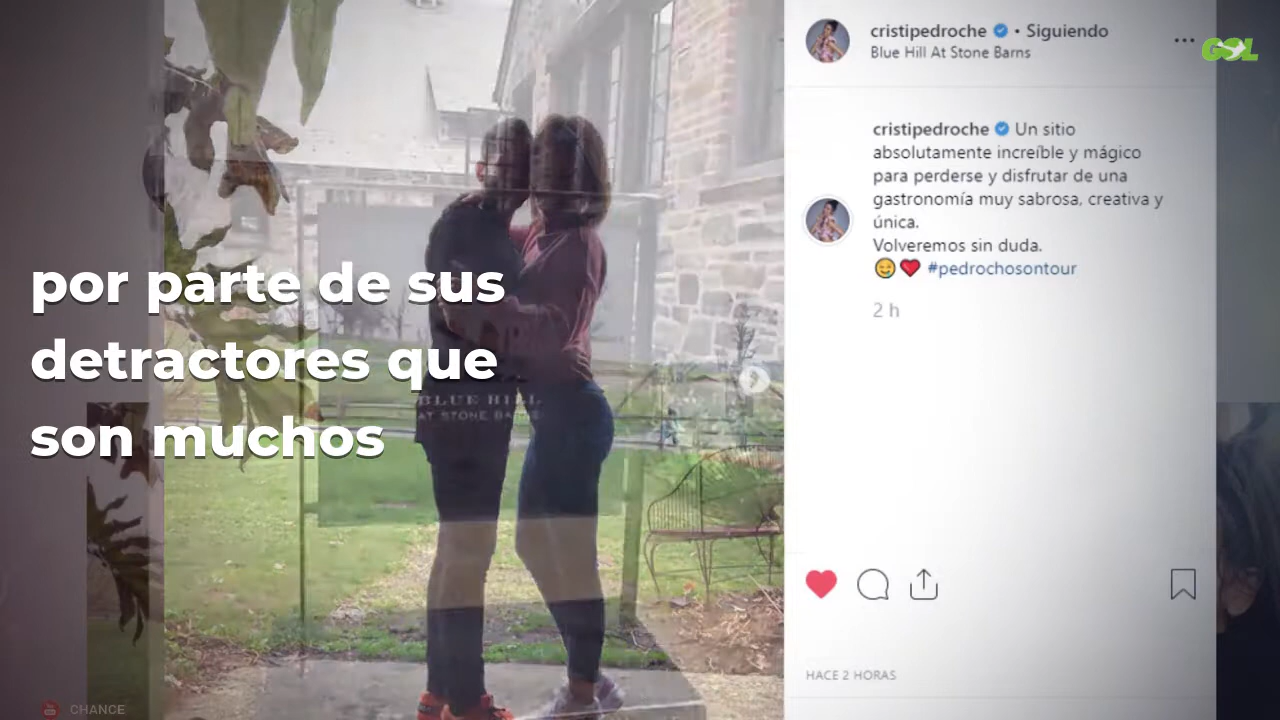 cristipedroche • Siguiendo
Blue Hill At Stone Barns
GOL
cristipedroche Un sitio
absolutamente increíble y mágico
para perderse y disfrutar de una
gastronomía muy sabrosa, creativa y
única.
Volveremos sin duda.
#pedrochosontour
2 h
por parte de sus
detractores que
son muchos
BLUE HILL
AT STONE BARNS
HACE 2 HORAS
CHANCE